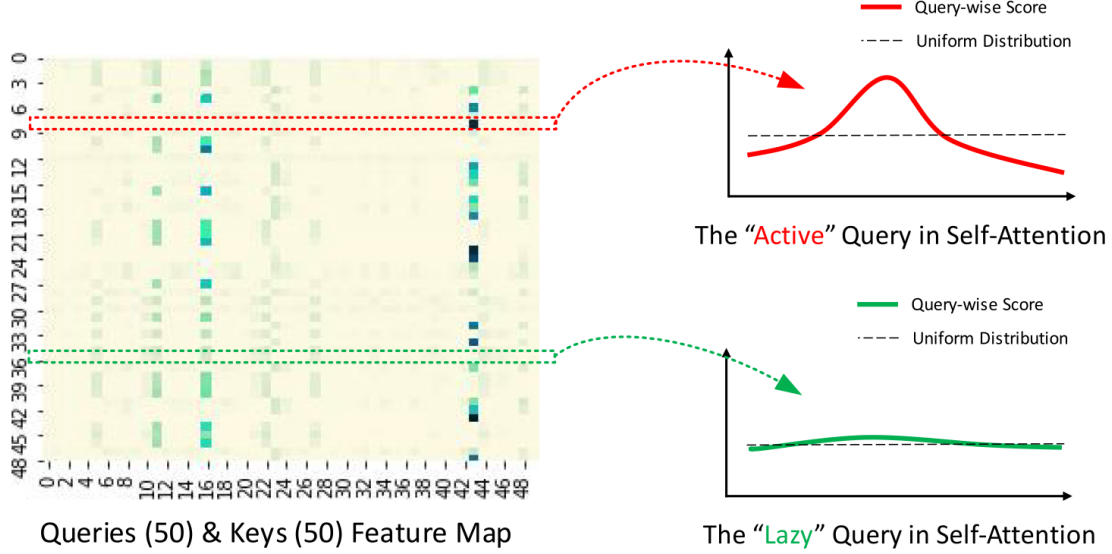 0
3
6
9
12
15
18
21
24
27
30
33
36
39
42
45
48
0 2 4 6 8 10 12 14 16 18 20 22 24 26 28 30 32 34 36 38 40 42 44 46 48
Queries (50) & Keys (50) Feature Map
Query-wise Score
Uniform Distribution
The “Active” Query in Self-Attention
Query-wise Score
Uniform Distribution
The “Lazy” Query in Self-Attention